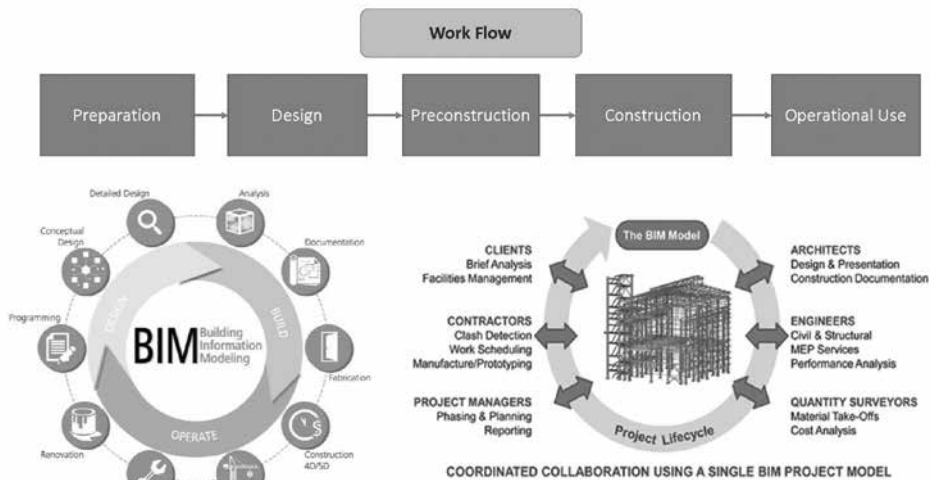 Work Flow
Preparation
Design
Preconstruction
Construction
Operational Use
Detailed Design
Analysis
Conceptual
Design
Documentation
Programming
DESIGN
BUILD
BIM
Building
Information
Modeling
Fabrication
OPERATE
Renovation
Construction
4D/5D
The BIM Model
CLIENTS
Brief Analysis
Facilities Management
ARCHITECTS
Design & Presentation
Construction Documentation
CONTRACTORS
Clash Detection
Work Scheduling
Manufacture/Prototyping
ENGINEERS
Civil & Structural
MEP Services
Performance Analysis
PROJECT MANAGERS
Phasing & Planning
Reporting
QUANTITY SURVEYORS
Material Take-Offs
Cost Analysis
Project Lifecycle
COORDINATED COLLABORATION USING A SINGLE BIM PROJECT MODEL